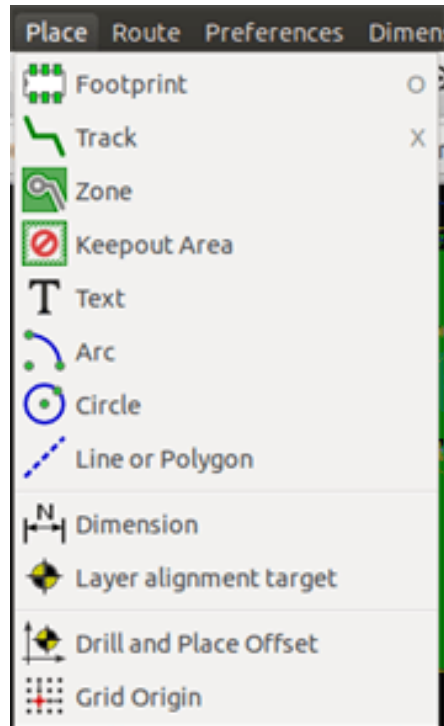 Place Route Preferences Dimen
Footprint O
Track X
Zone
Keepout Area
Text
Arc
Circle
Line or Polygon
Dimension
Layer alignment target
Drill and Place Offset
Grid Origin